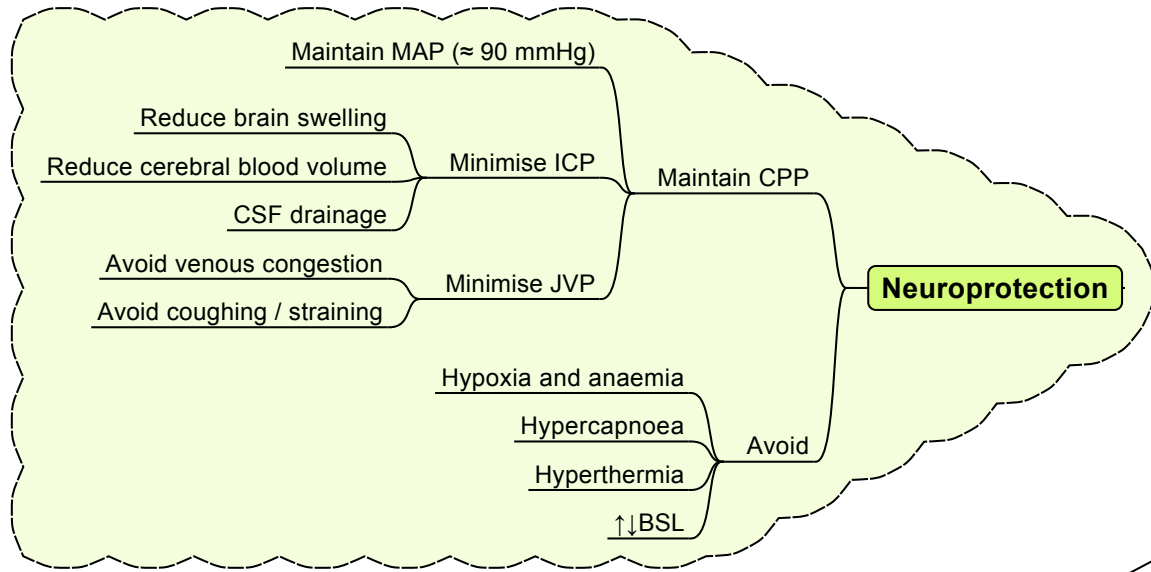 Maintain MAP (≈ 90 mmHg)
Reduce brain swelling
Reduce cerebral blood volume
CSF drainage
Minimise ICP
Avoid venous congestion
Avoid coughing / straining
Minimise JVP
Maintain CPP
Neuroprotection
Hypoxia and anaemia
Hypercapnoea
Hyperthermia
↑↓BSL
Avoid